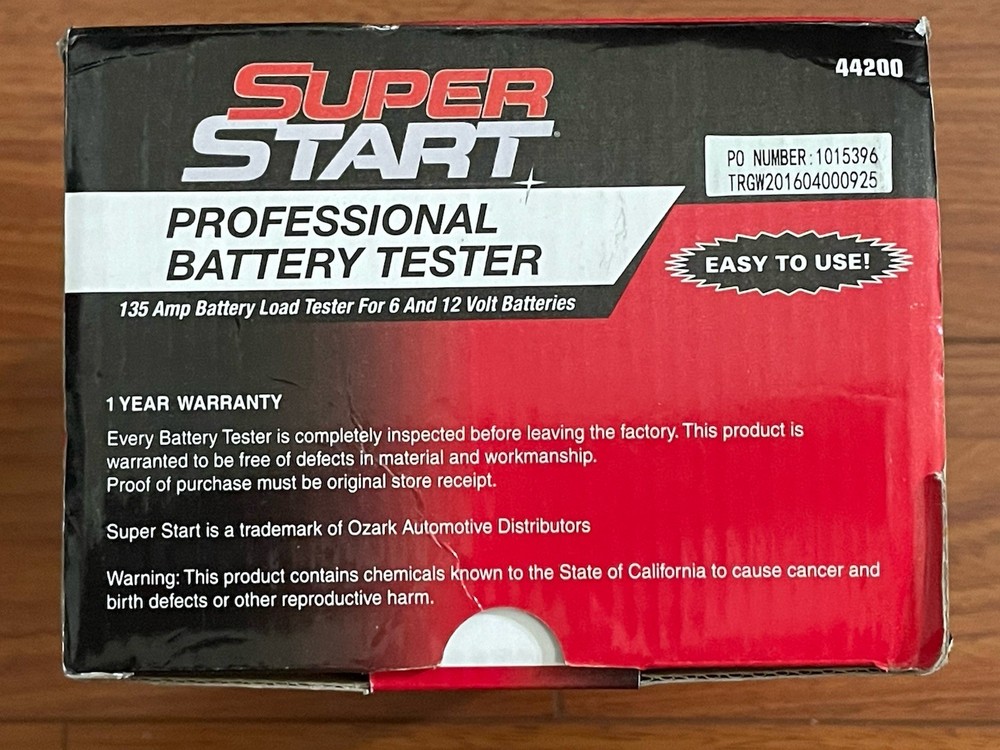 SUPER
START
44200
PO NUMBER:1015396
TRGW201604000925
PROFESSIONAL
BATTERY TESTER
EASY TO USE!
135 Amp Battery Load Tester For 6 And 12 Volt Batteries
1 YEAR WARRANTY
Every Battery Tester is completely inspected before leaving the factory. This product is
warranted to be free of defects in material and workmanship.
Proof of purchase must be original store receipt.
Super Start is a trademark of Ozark Automotive Distributors
Warning: This product contains chemicals known to the State of California to cause cancer and
birth defects or other reproductive harm.